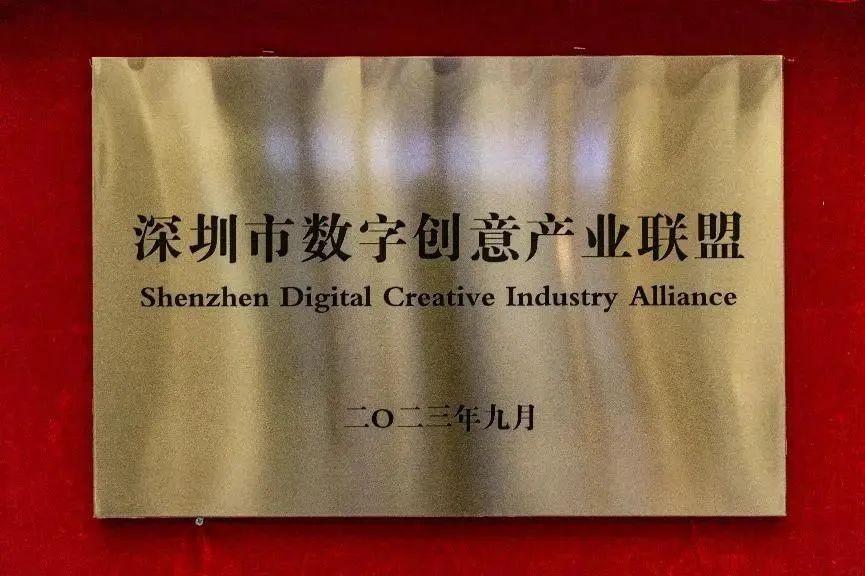 深圳市数字创意产业联盟
Shenzhen Digital Creative Industry Alliance
二〇二三年九月